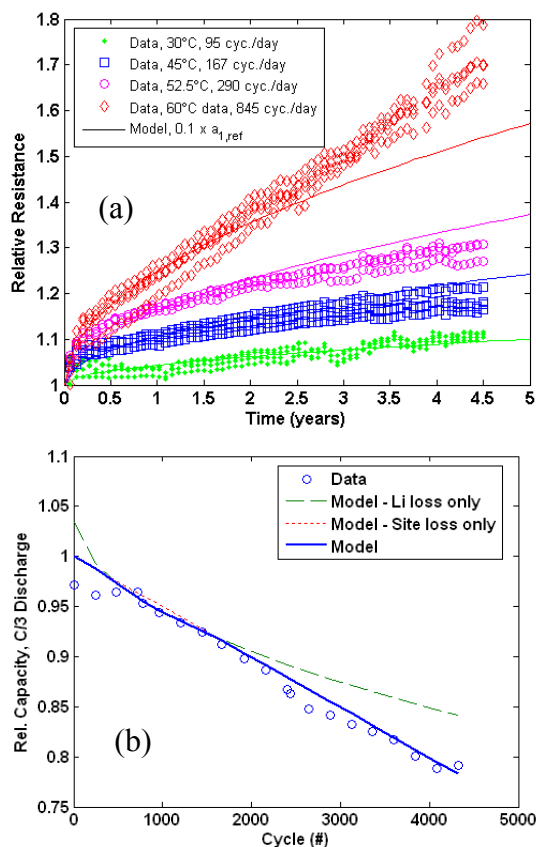 (a)
Data, 30°C, 95 cyc./day
Data, 45°C, 167 cyc./day
Data, 52.5°C, 290 cyc./day
Data, 60°C data, 845 cyc./day
Model, 0.1 x a1,ref
1.8
1.7
1.6
1.5
1.4
1.3
1.2
1.1
1
Relative Resistance
0 0.5 1 1.5 2 2.5 3 3.5 4 4.5 5
Time (years)
(b)
Data
Model - Li loss only
Model - Site loss only
Model
1.1
1.05
1
0.95
0.9
0.85
0.8
0.75
Rel. Capacity, C/3 Discharge
0 1000 2000 3000 4000 5000
Cycle (#)